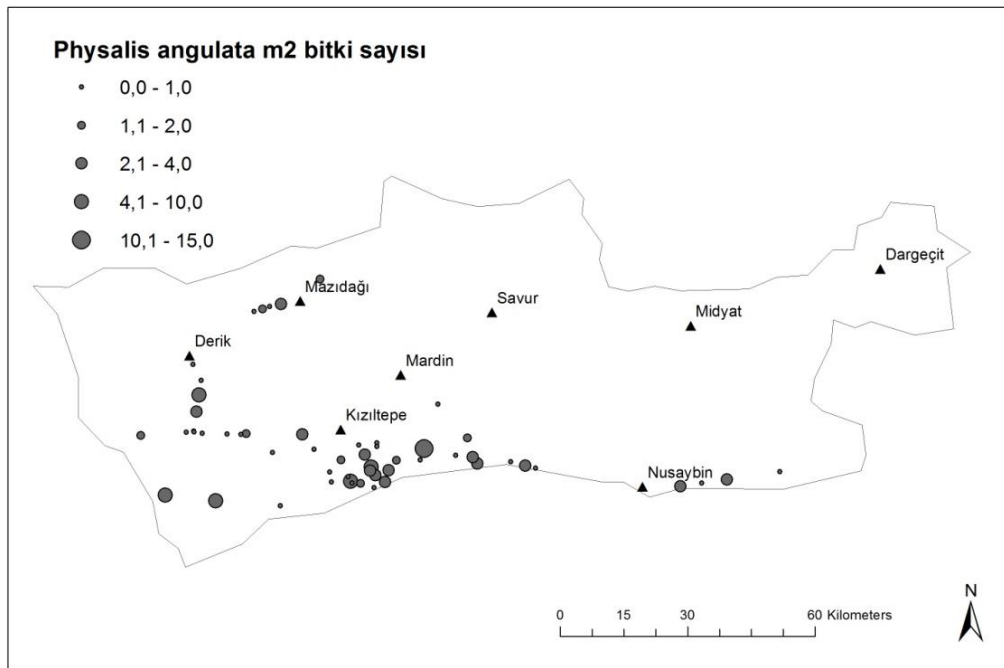 Physalis angulata m2 bitki sayısı
0,0 - 1,0
1,1 - 2,0
2,1 - 4,0
4,1 - 10,0
10,1 - 15,0
Dargeçit
Mazıdağı
Savur
Midyat
Derik
Mardin
Kızıltepe
Nusaybin
0 15 30 60 Kilometers
N